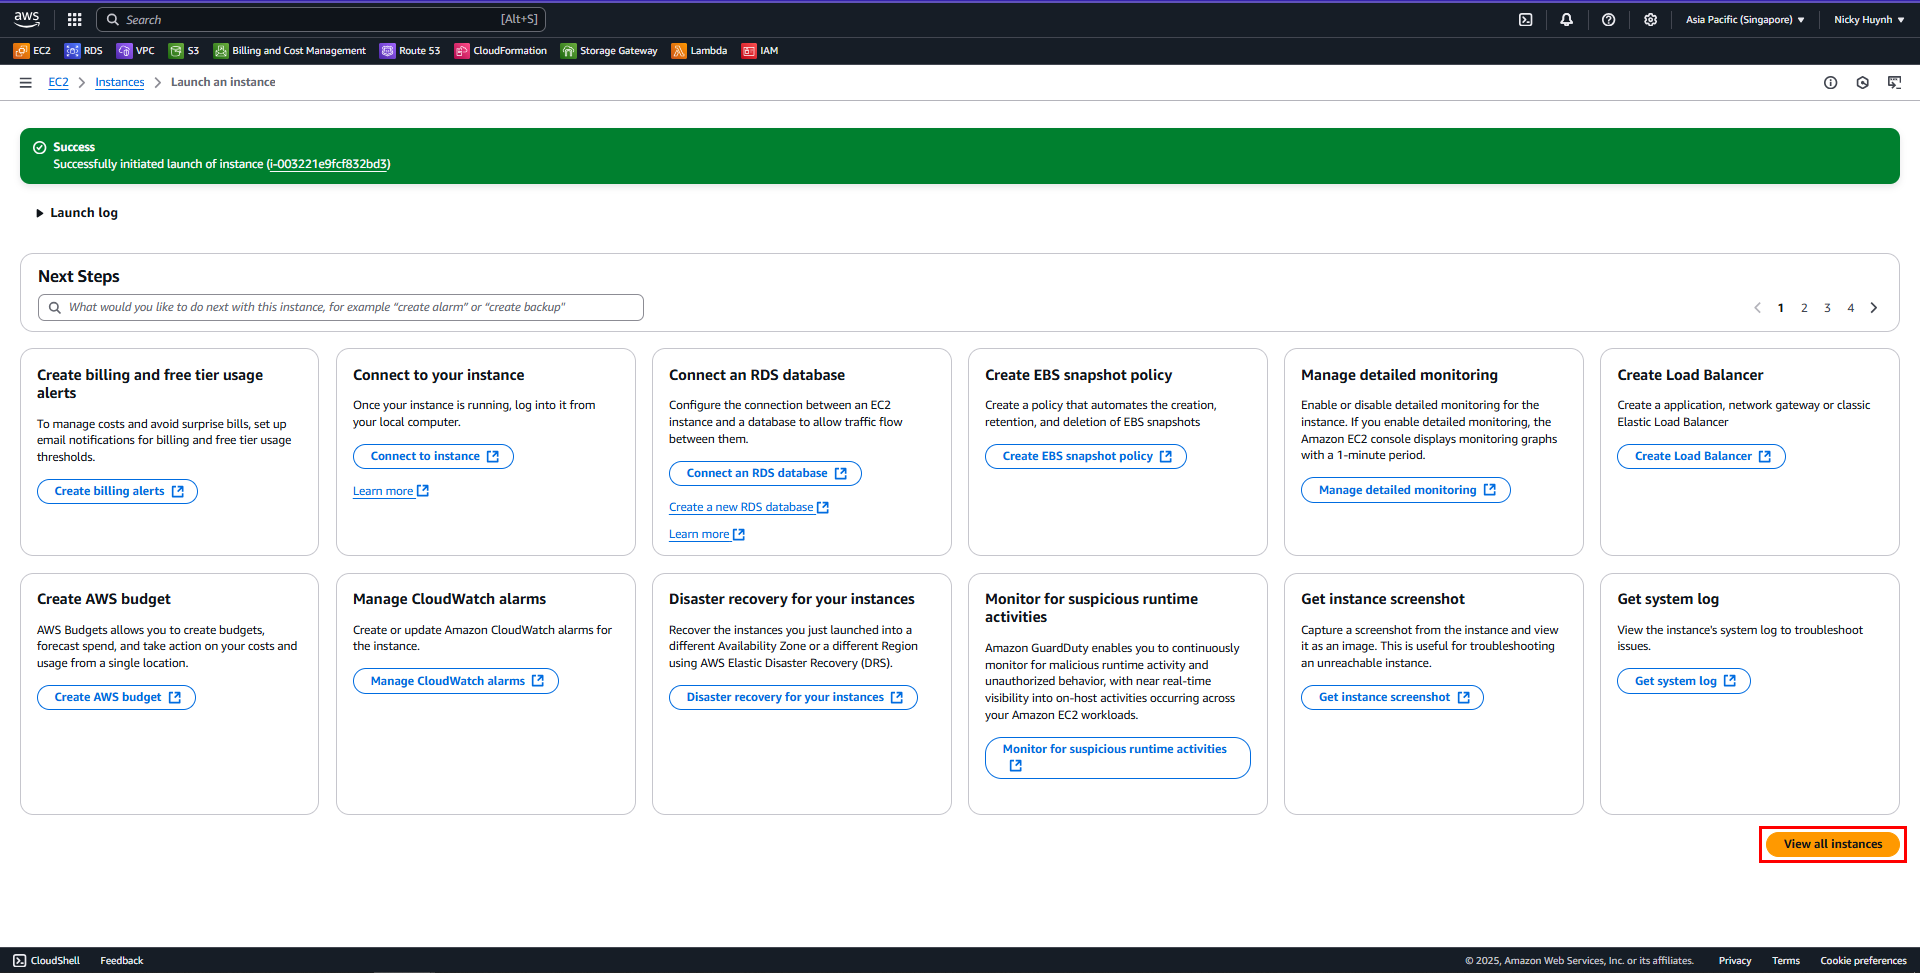 aws
Search
[Alt+S]
Asia Pacific (Singapore)
Nicky Huynh
EC2
RDS
VPC
S3
Billing and Cost Management
Route 53
CloudFormation
Storage Gateway
Lambda
IAM
EC2
Instances
Launch an instance
Success
Successfully initiated launch of instance (i-003221e9fcf832bd3)
Launch log
Next Steps
What would you like to do next with this instance, for example “create alarm” or “create backup”
1 2 3 4
Create billing and free tier usage
alerts
To manage costs and avoid surprise bills, set up
email notifications for billing and free tier usage
thresholds.
Create billing alerts
Connect to your instance
Once your instance is running, log into it from
your local computer.
Connect to instance
Learn more
Connect an RDS database
Configure the connection between an EC2
instance and a database to allow traffic flow
between them.
Connect an RDS database
Create a new RDS database
Learn more
Create EBS snapshot policy
Create a policy that automates the creation,
retention, and deletion of EBS snapshots
Create EBS snapshot policy
Manage detailed monitoring
Enable or disable detailed monitoring for the
instance. If you enable detailed monitoring, the
Amazon EC2 console displays monitoring graphs
with a 1-minute period.
Manage detailed monitoring
Create Load Balancer
Create a application, network gateway or classic
Elastic Load Balancer
Create Load Balancer
Create AWS budget
AWS Budgets allows you to create budgets,
forecast spend, and take action on your costs and
usage from a single location.
Create AWS budget
Manage CloudWatch alarms
Create or update Amazon CloudWatch alarms for
the instance.
Manage CloudWatch alarms
Disaster recovery for your instances
Recover the instances you just launched into a
different Availability Zone or a different Region
using AWS Elastic Disaster Recovery (DRS).
Disaster recovery for your instances
Monitor for suspicious runtime
activities
Amazon GuardDuty enables you to continuously
monitor for malicious runtime activity and
unauthorized behavior, with near real-time
visibility into on-host activities occurring across
your Amazon EC2 workloads.
Monitor for suspicious runtime activities
Get instance screenshot
Capture a screenshot from the instance and view
it as an image. This is useful for troubleshooting
an unreachable instance.
Get instance screenshot
Get system log
View the instance's system log to troubleshoot
issues.
Get system log
View all instances
CloudShell
Feedback
© 2025, Amazon Web Services, Inc. or its affiliates.
Privacy
Terms
Cookie preferences